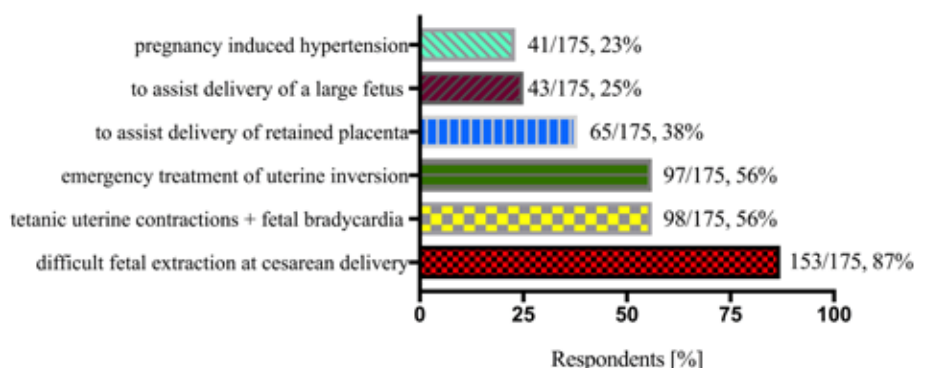 pregnancy induced hypertension 41/175, 23%
to assist delivery of a large fetus 43/175, 25%
to assist delivery of retained placenta 65/175, 38%
emergency treatment of uterine inversion 97/175, 56%
tetanic uterine contractions + fetal bradycardia 98/175, 56%
difficult fetal extraction at cesarean delivery 153/175, 87%
0 25 50 75 100
Respondents [%]